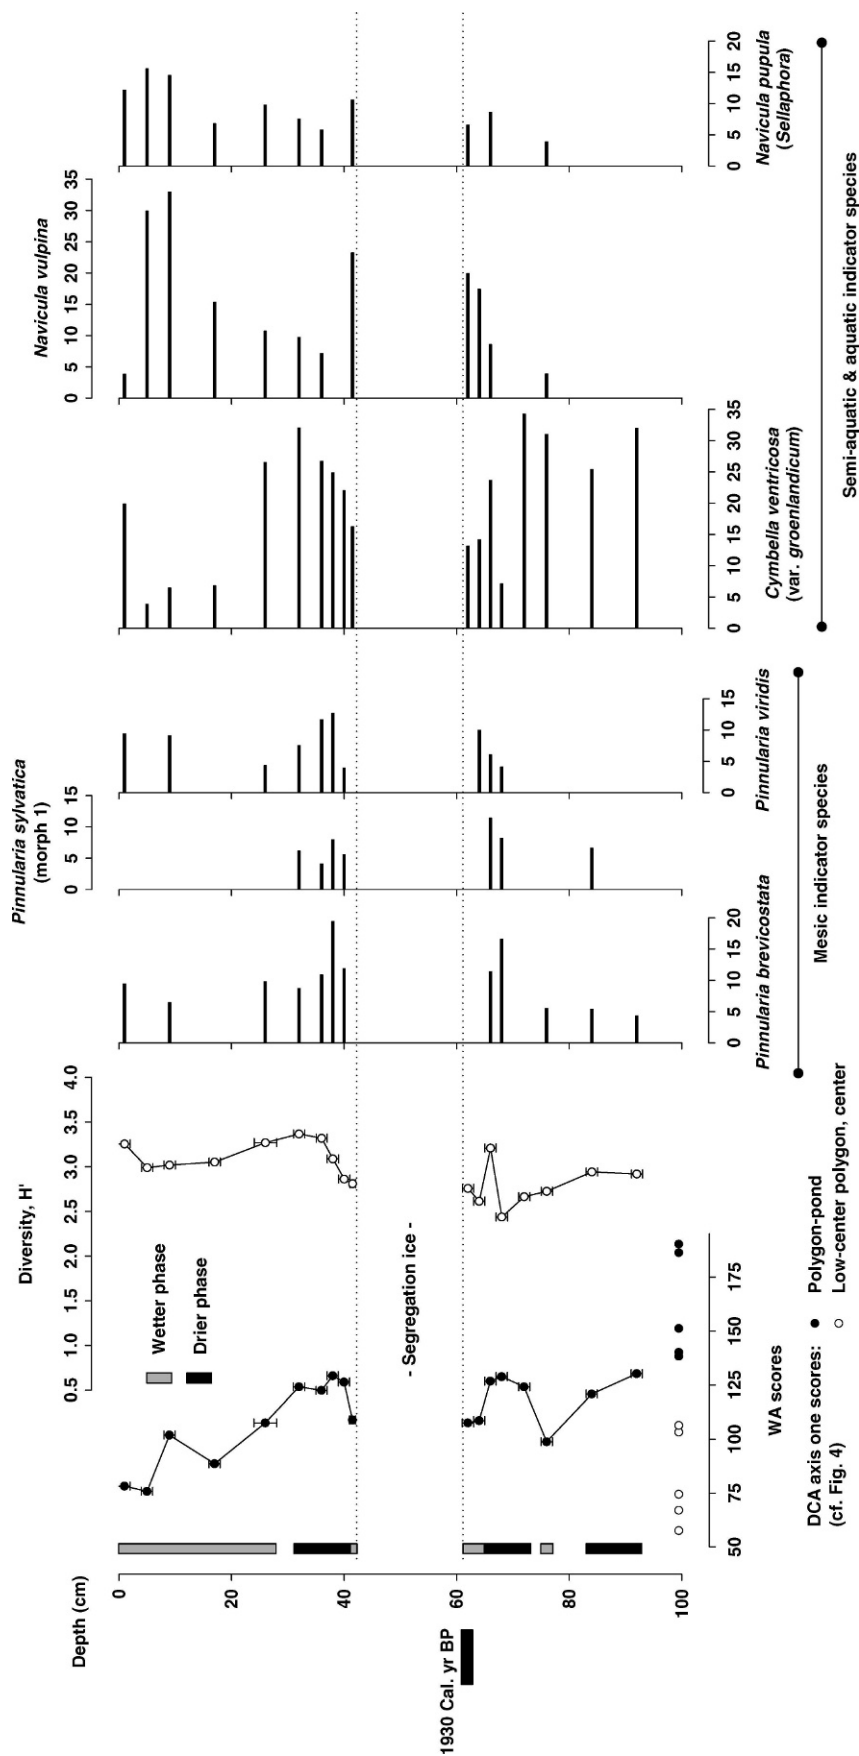 Depth (cm)
0
20
40
60
80
100
1930 Cal. yr BP
Wetter phase
Drier phase
- Segregation ice -
50
75
100
125
150
175
WA scores
DCA axis one scores:
(cf. Fig. 4)
Polygon-pond
Low-center polygon, center
Diversity, H'
0.5
1.0
1.5
2.0
2.5
3.0
3.5
4.0
Pinnularia brevicostata
0
5
10
15
20
Pinnularia sylvatica
(morph 1)
0
5
10
15
Pinnularia viridis
0
5
10
15
Mesic indicator species
Cymbella ventricosa
(var. groenlandicum)
0
5
10
15
20
25
30
35
Navicula vulpina
0
5
10
15
20
25
30
35
Navicula pupula
(Sellaphora)
0
5
10
15
20
Semi-aquatic & aquatic indicator species